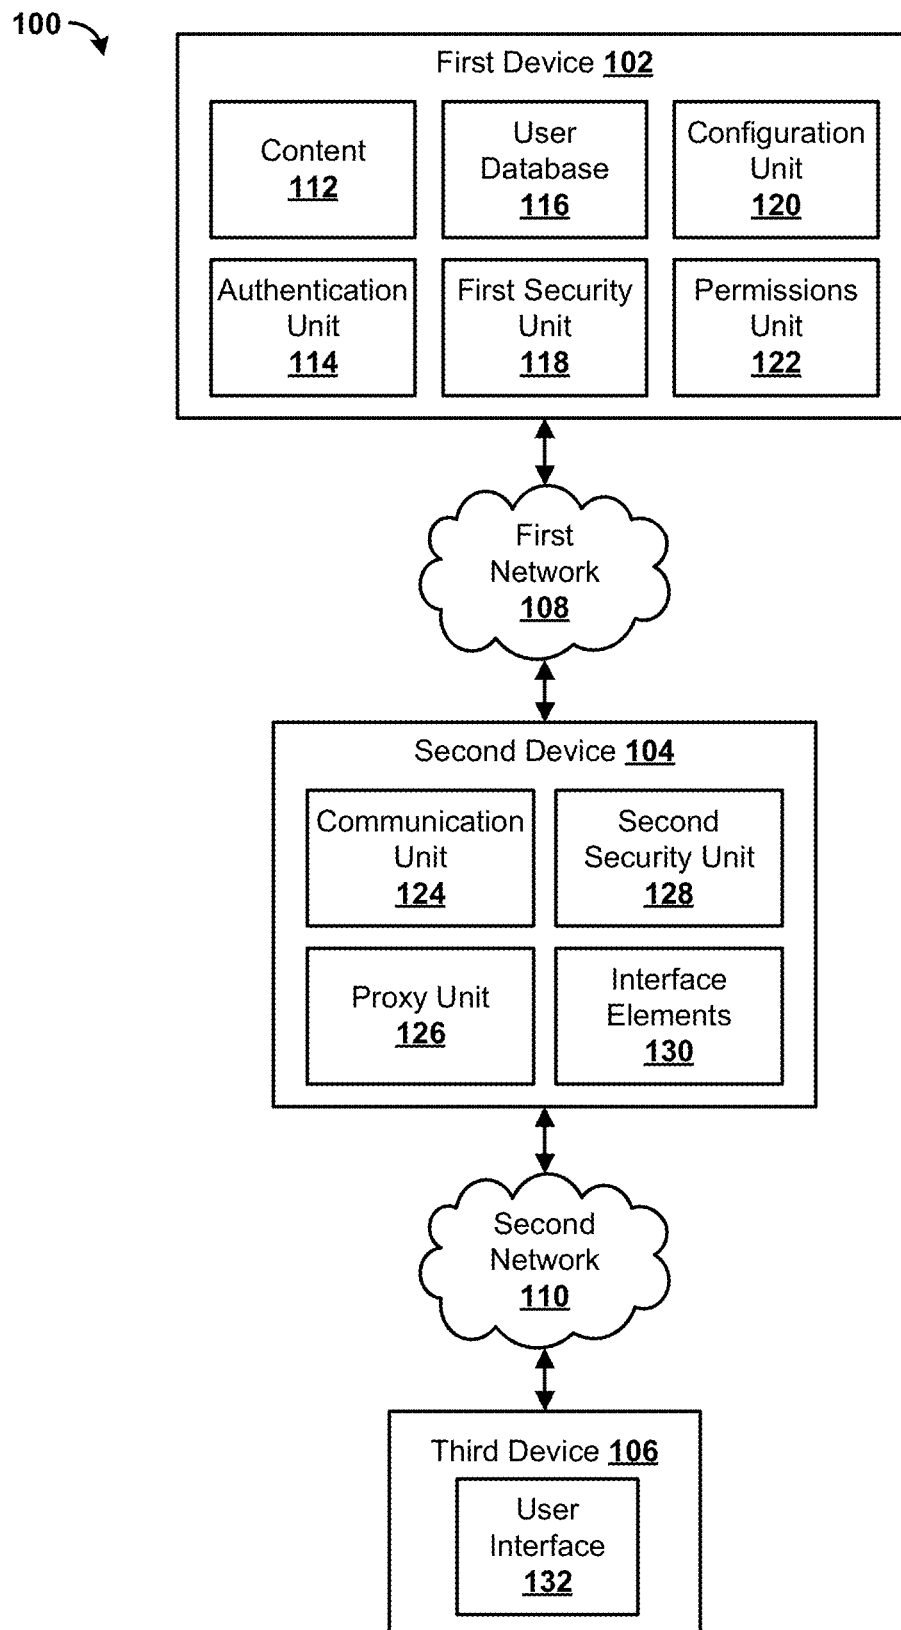 100
First Device 102
Content
112
User
Database
116
Configuration
Unit
120
Authentication
Unit
114
First Security
Unit
118
Permissions
Unit
122
First
Network
108
Second Device 104
Communication
Unit
124
Second
Security Unit
128
Proxy Unit
126
Interface
Elements
130
Second
Network
110
Third Device 106
User
Interface
132